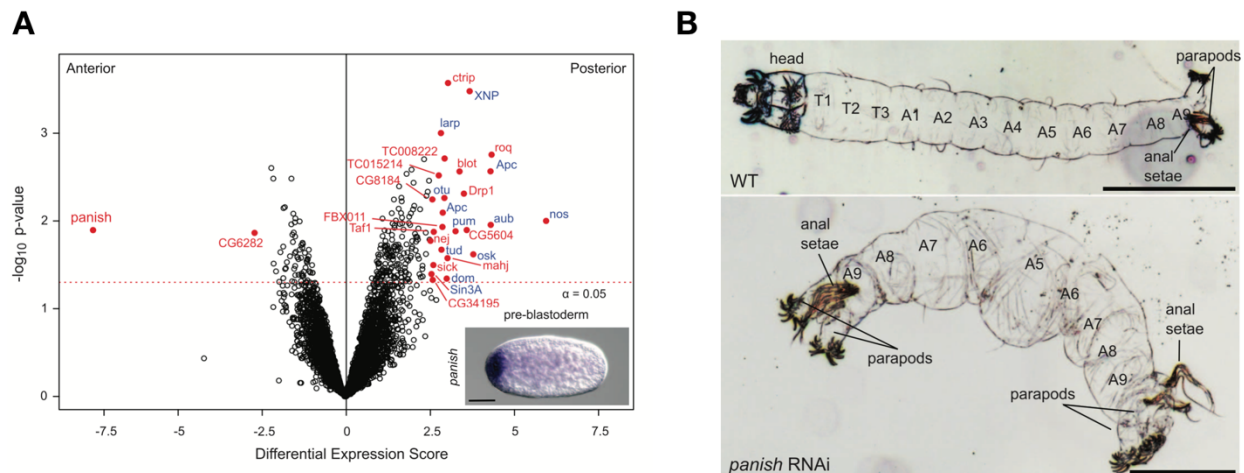 A
Anterior
Posterior
ctrip
XNP
larp
TC008222
roq
TC015214
blot
Apc
CG8184
otu
Drp1
Apc
aub
nos
FBX011
pum
Taf1
CG5604
nej
tud
osk
mahj
sick
dom
Sin3A
CG34195
panish
CG6282
α = 0.05
pre-blastoderm
panish
-log10 p-value
3
2
1
0
-7.5
-5
-2.5
0
2.5
5
7.5
Differential Expression Score
B
head
parapods
T1
T2
T3
A1
A2
A3
A4
A5
A6
A7
A8
A9
anal
setae
WT
anal
setae
A9
A8
A7
A6
A5
A6
A7
A8
A9
anal
setae
parapods
parapods
panish RNAi